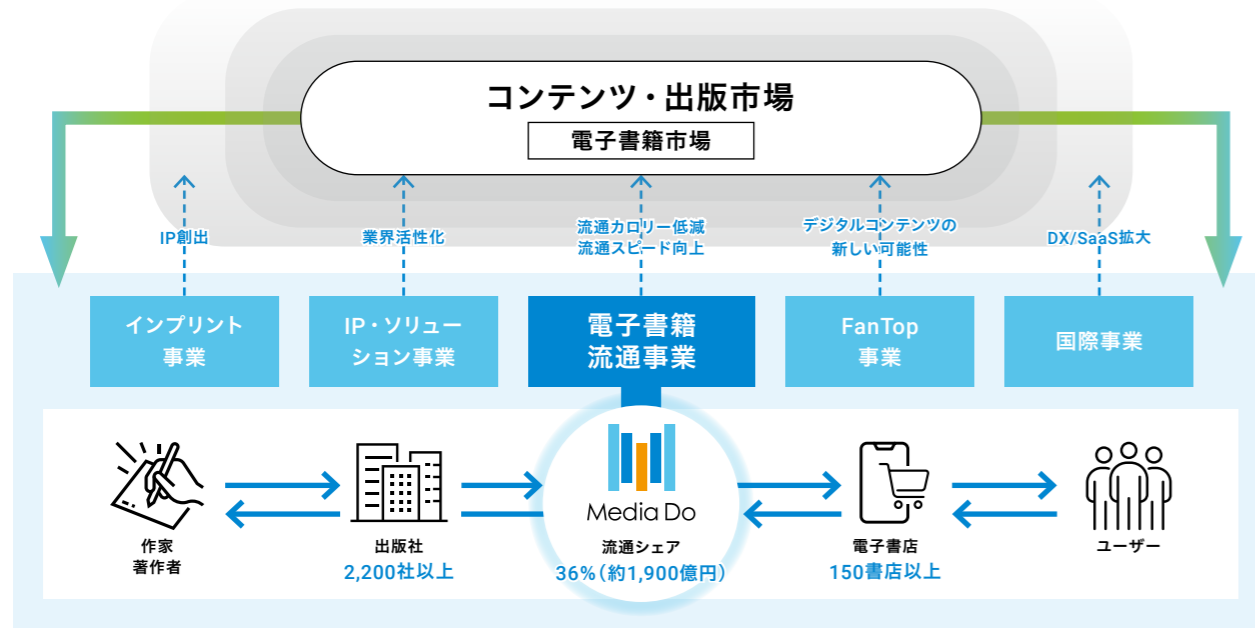 コンテンツ・出版市場
電子書籍市場
IP創出
業界活性化
流通カロリー低減
流通スピード向上
デジタルコンテンツの
新しい可能性
DX/SaaS拡大
インプリント
事業
IP・ソリュー
ション事業
電子書籍
流通事業
FanTop
事業
国際事業
作家
著作者
出版社
2,200社以上
Media Do
流通シェア
36%(約1,900億円)
電子書店
150書店以上
ユーザー